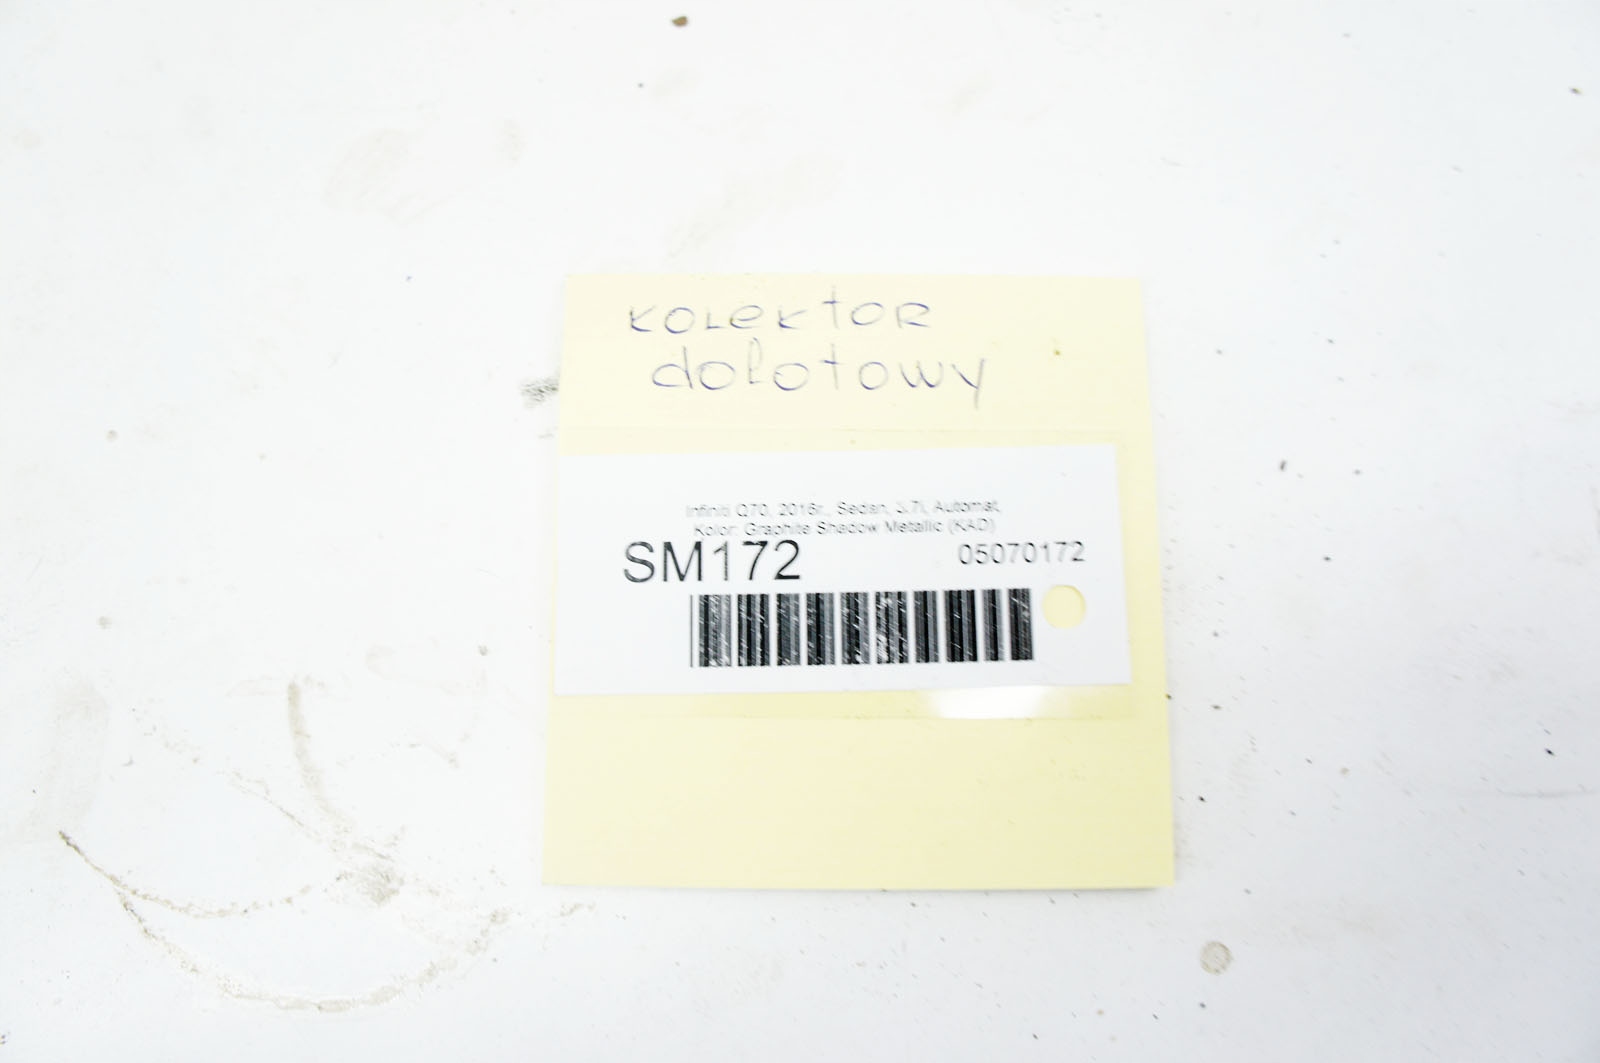 kolektor
dolotowy
Infiniti Q70, 2016r., Sedan, 3.7l, Automat,
Kolor: Graphite Shadow Metallic (KAD)
SM172
05070172